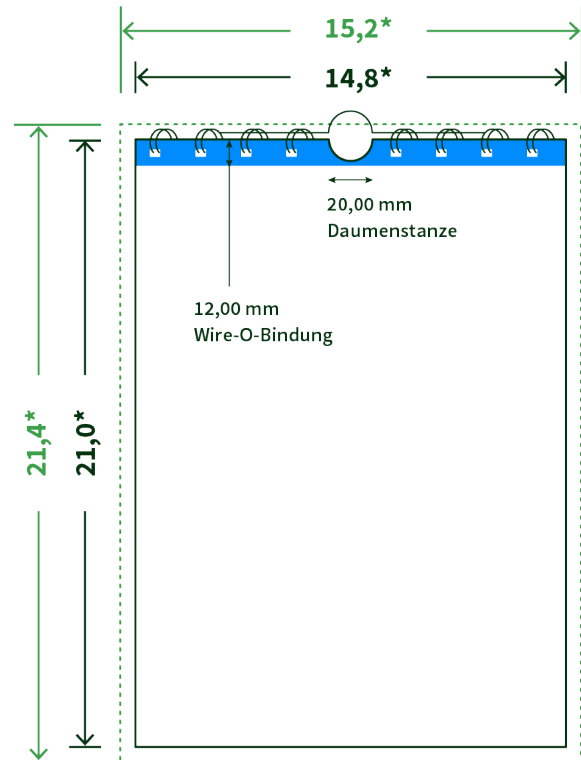 15,2*
14,8*
20,00 mm
Daumenstanze
12,00 mm
Wire-O-Bindung
21,4*
21,0*